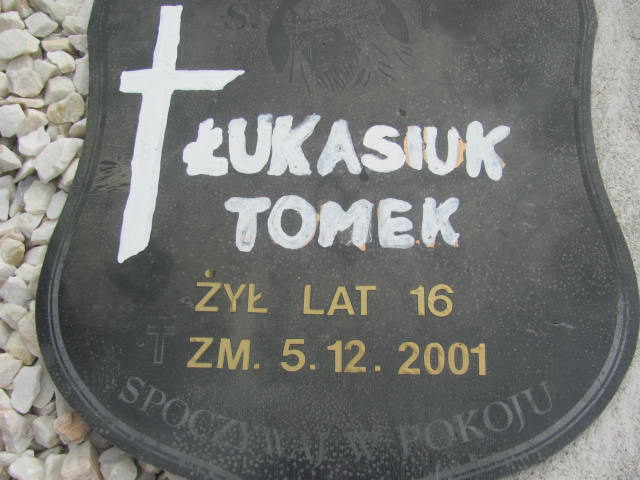 Ś. P.
ŁUKASIUK
TOMEK
ŻYŁ LAT 16
ZM. 5.12.2001
SPOCZYWAJ W POKOJU